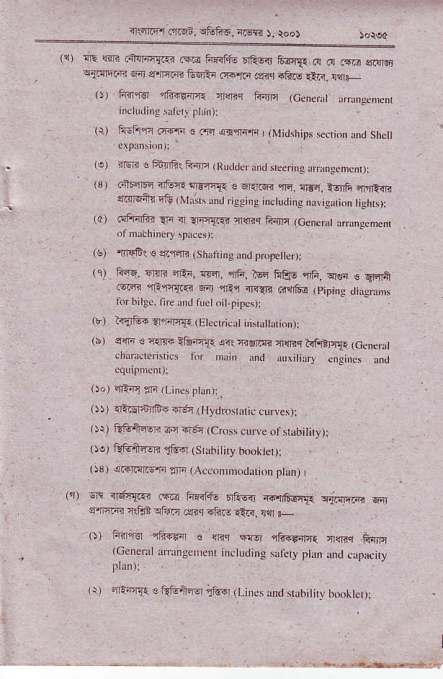 বাংলাদেশ গেজেট, অতিরিক্ত, নভেম্বর ১, ২০০১ ১০২৩৫
(খ) মাছ ধরার নৌযানসমূহের ক্ষেত্রে নিম্নবর্ণিত চাহিতব্য চিত্রসমূহ যে যে ক্ষেত্রে প্রযোজ্য
অনুমোদনের জন্য প্রশাসনের ডিজাইন সেকশনে প্রেরণ করিতে হইবে, যথাঃ—
(১) নিরাপত্তা পরিকল্পনাসহ সাধারণ বিন্যাস (General arrangement
including safety plan);
(২) মিডশিপস সেকশন ও শেল এক্সপানশন। (Midships section and Shell
expansion);
(৩) রাডার ও স্টিয়ারিং বিন্যাস (Rudder and steering arrangement);
(৪) নৌচলাচল বাতিসহ মাস্তুলসমূহ ও জাহাজের পাল, মাস্তুল, ইত্যাদি লাগাইবার
প্রয়োজনীয় দড়ি (Masts and rigging including navigation lights);
(৫) মেশিনারির স্থান বা স্থানসমূহের সাধারণ বিন্যাস (General arrangement
of machinery spaces);
(৬) শ্যাফটিং ও প্রপেলার (Shafting and propeller);
(৭) বিলজ, ফায়ার লাইন, ময়লা, পানি, তৈল মিশ্রিত পানি, আগুন ও জ্বালানী
তেলের পাইপসমূহের জন্য পাইপ ব্যবস্থার রেখাচিত্র (Piping diagrams
for bilge, fire and fuel oil-pipes);
(৮) বৈদ্যুতিক স্থাপনাসমূহ (Electrical installation);
(৯) প্রধান ও সহায়ক ইঞ্জিনসমূহ এবং সরঞ্জামের সাধারণ বৈশিষ্ট্যসমূহ (General
characteristics for main and auxiliary engines and
equipment);
(১০) লাইনস্ প্লান (Lines plan);
(১১) হাইড্রোস্ট্যাটিক কার্ভস (Hydrostatic curves);
(১২) স্থিতিশীলতার ক্রস কার্ভস (Cross curve of stability);
(১৩) স্থিতিশীলতার পুস্তিকা (Stability booklet);
(১৪) একোমোডেশন প্ল্যান (Accommodation plan)।
(গ) ডাম্ব বার্জসমূহের ক্ষেত্রে নিম্নবর্ণিত চাহিতব্য নকশাচিত্রসমূহ অনুমোদনের জন্য
প্রশাসনের সংশ্লিষ্ট অফিসে প্রেরণ করিতে হইবে, যথা ঃ—
(১) নিরাপত্তা পরিকল্পনা ও ধারণ ক্ষমতা পরিকল্পনাসহ সাধারণ বিন্যাস
(General arrangement including safety plan and capacity
plan);
(২) লাইনসমূহ ও স্থিতিশীলতা পুস্তিকা (Lines and stability booklet);